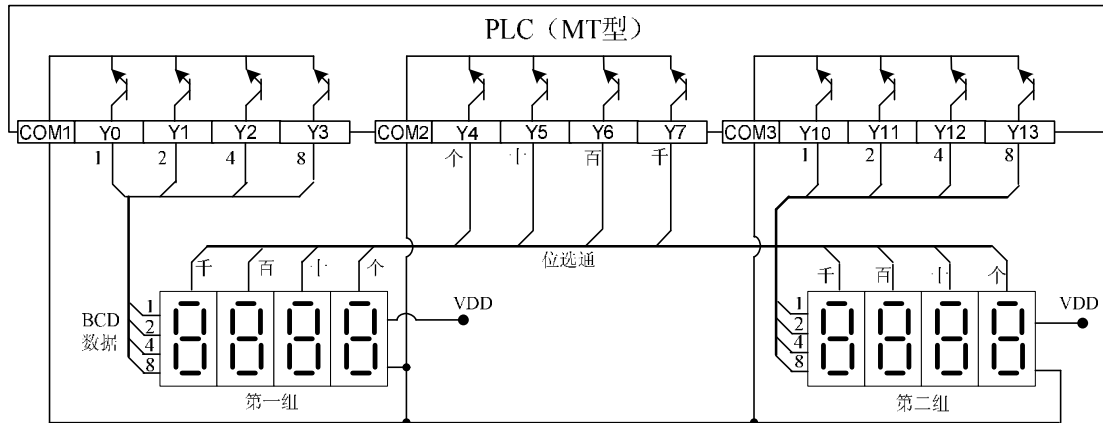 PLC（MT型）
COM1 Y0 Y1 Y2 Y3 COM2 Y4 Y5 Y6 Y7 COM3 Y10 Y11 Y12 Y13
1 2 4 8 个 十 百 千 1 2 4 8
位选通
千 百 十 个 千 百 十 个
BCD
数据
1
2
4
8
VDD
1
2
4
8
VDD
第一组 第二组